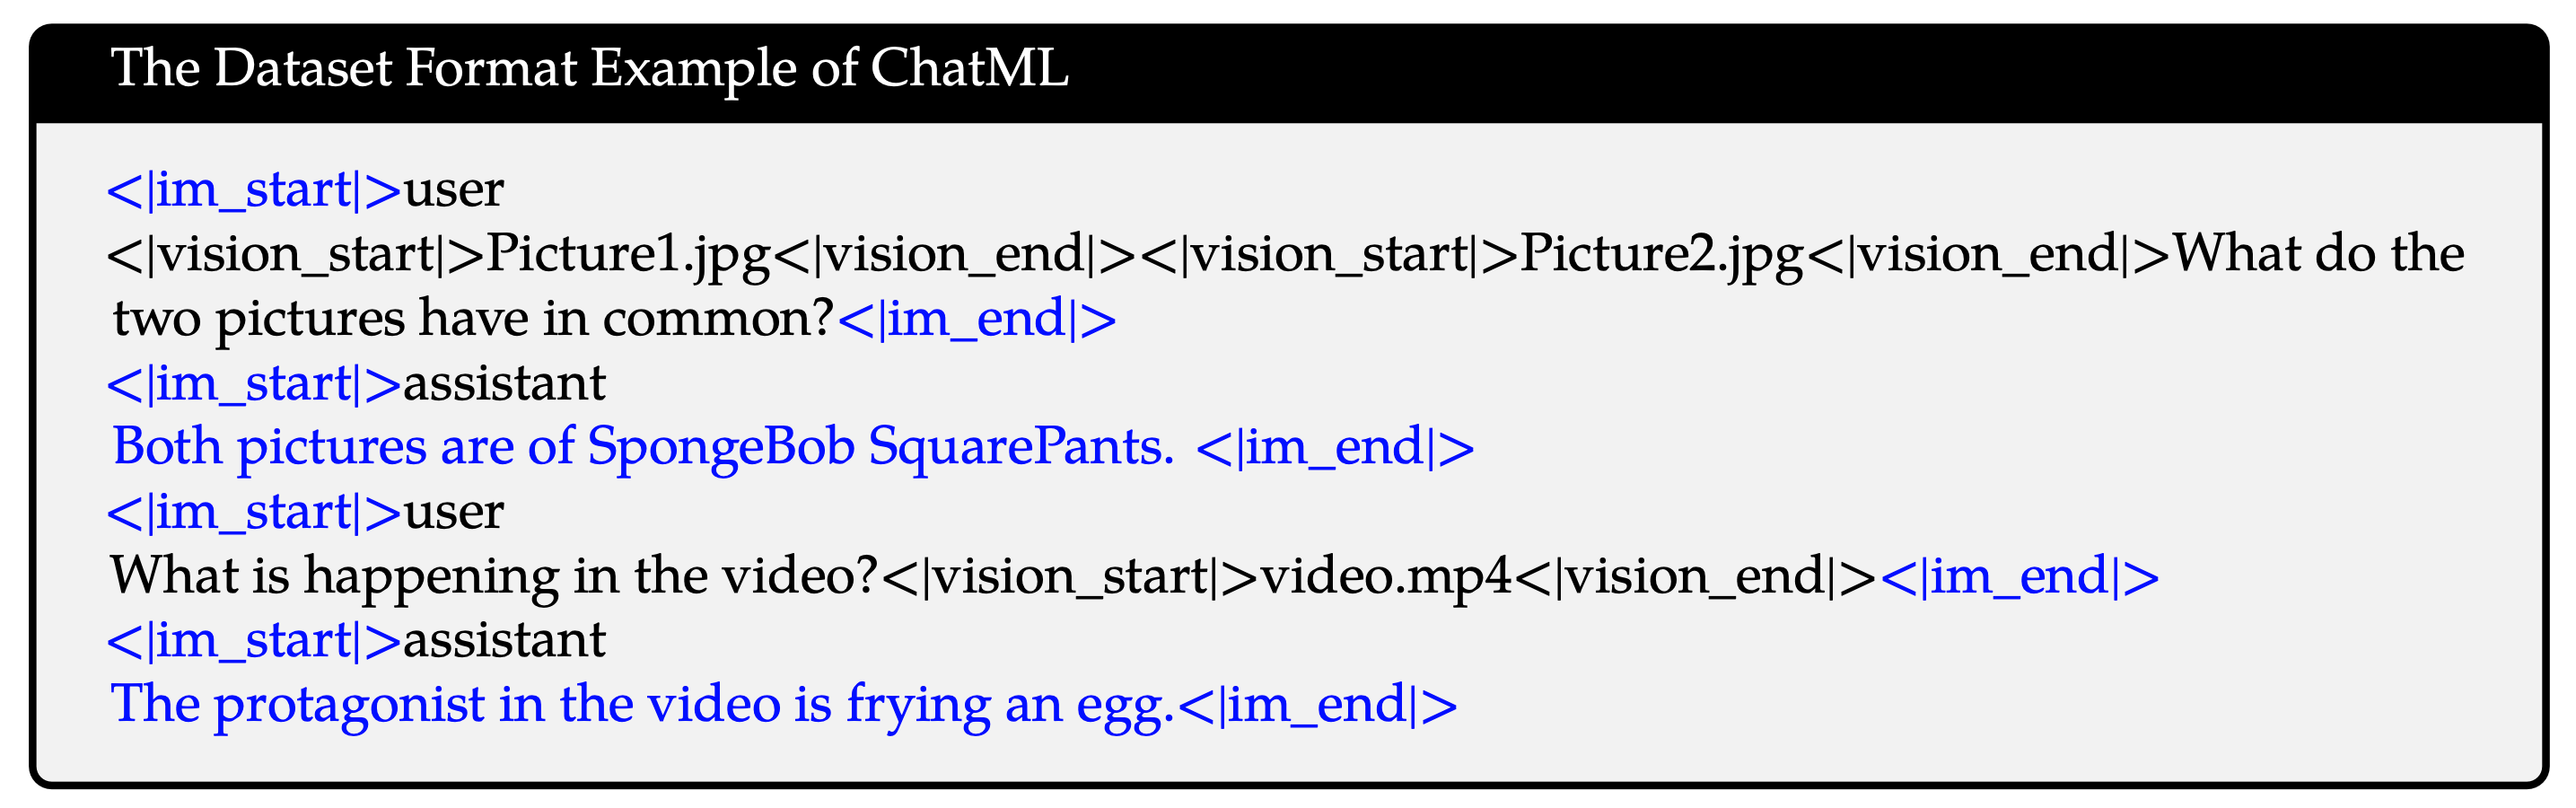 The Dataset Format Example of ChatML
<|im_start|>user
<|vision_start|>Picture1.jpg<|vision_end|><|vision_start|>Picture2.jpg<|vision_end|>What do the
two pictures have in common?<|im_end|>
<|im_start|>assistant
Both pictures are of SpongeBob SquarePants. <|im_end|>
<|im_start|>user
What is happening in the video?<|vision_start|>video.mp4<|vision_end|><|im_end|>
<|im_start|>assistant
The protagonist in the video is frying an egg.<|im_end|>